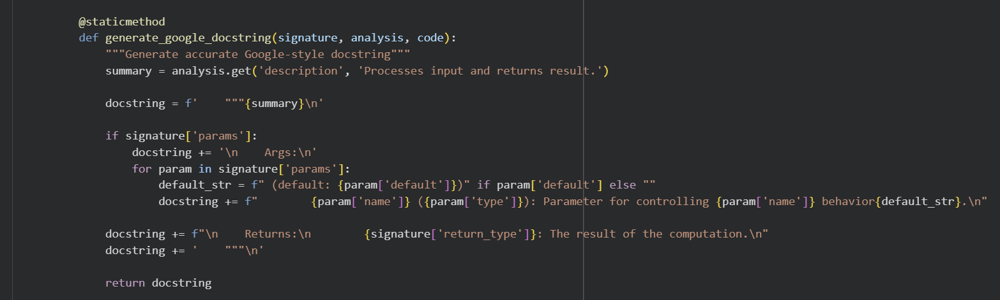 @staticmethod
def generate_google_docstring(signature, analysis, code):
    """Generate accurate Google-style docstring"""
    summary = analysis.get('description', 'Processes input and returns result.')

    docstring = f'    """{summary}\n'

    if signature['params']:
        docstring += '\n    Args:\n'
        for param in signature['params']:
            default_str = f" (default: {param['default']})" if param['default'] else ""
            docstring += f"        {param['name']} ({param['type']}): Parameter for controlling {param['name']} behavior{default_str}.\n"

    docstring += f"\n    Returns:\n        {signature['return_type']}: The result of the computation.\n"
    docstring += '    """\n'

    return docstring